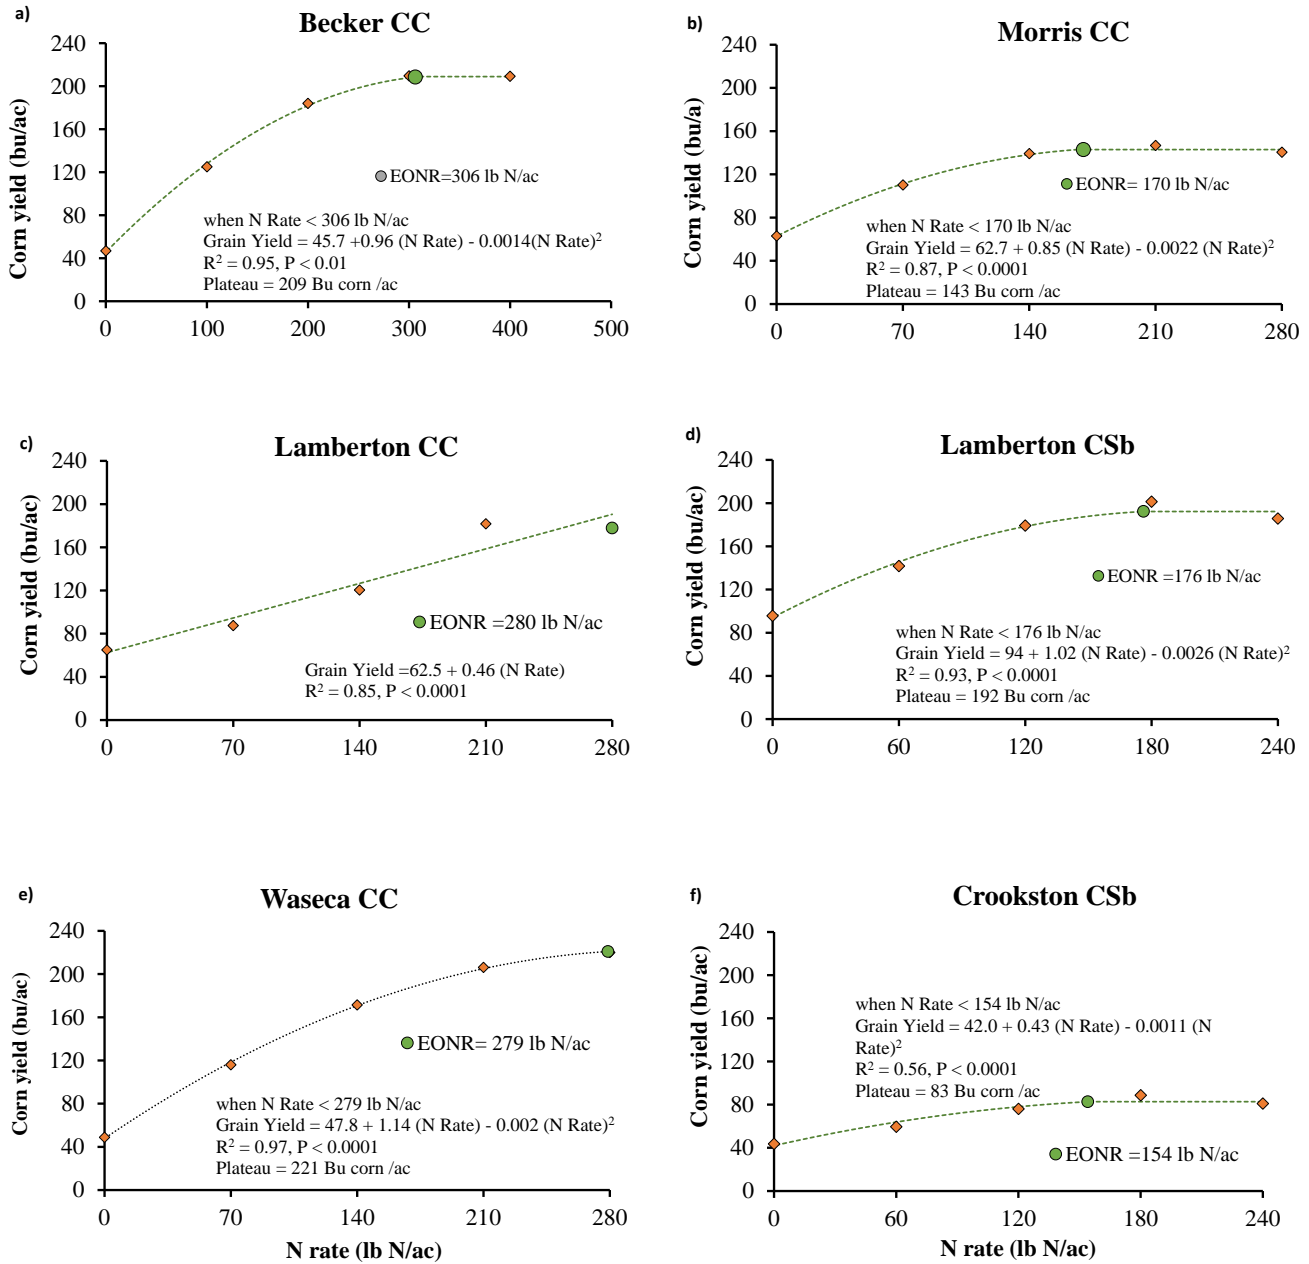 a)
Becker CC
Corn yield (bu/ac)
240
200
160
120
80
40
0
0 100 200 300 400 500
EONR=306 lb N/ac
when N Rate < 306 lb N/ac
Grain Yield = 45.7 +0.96 (N Rate) - 0.0014(N Rate)²
R² = 0.95, P < 0.01
Plateau = 209 Bu corn /ac
b)
Morris CC
Corn yield (bu/a)
240
200
160
120
80
40
0
0 70 140 210 280
EONR= 170 lb N/ac
when N Rate < 170 lb N/ac
Grain Yield = 62.7 + 0.85 (N Rate) - 0.0022 (N Rate)²
R² = 0.87, P < 0.0001
Plateau = 143 Bu corn /ac
c)
Lamberton CC
Corn yield (bu/ac)
240
200
160
120
80
40
0
0 70 140 210 280
EONR =280 lb N/ac
Grain Yield =62.5 + 0.46 (N Rate)
R² = 0.85, P < 0.0001
d)
Lamberton CSb
Corn yield (bu/ac)
240
200
160
120
80
40
0
0 60 120 180 240
EONR =176 lb N/ac
when N Rate < 176 lb N/ac
Grain Yield = 94 + 1.02 (N Rate) - 0.0026 (N Rate)²
R² = 0.93, P < 0.0001
Plateau = 192 Bu corn /ac
e)
Waseca CC
Corn yield (bu/ac)
240
200
160
120
80
40
0
0 70 140 210 280
N rate (lb N/ac)
EONR= 279 lb N/ac
when N Rate < 279 lb N/ac
Grain Yield = 47.8 + 1.14 (N Rate) - 0.002 (N Rate)²
R² = 0.97, P < 0.0001
Plateau = 221 Bu corn /ac
f)
Crookston CSb
Corn yield (bu/ac)
240
200
160
120
80
40
0
0 60 120 180 240
N rate (lb N/ac)
when N Rate < 154 lb N/ac
Grain Yield = 42.0 + 0.43 (N Rate) - 0.0011 (N
Rate)²
R² = 0.56, P < 0.0001
Plateau = 83 Bu corn /ac
EONR =154 lb N/ac